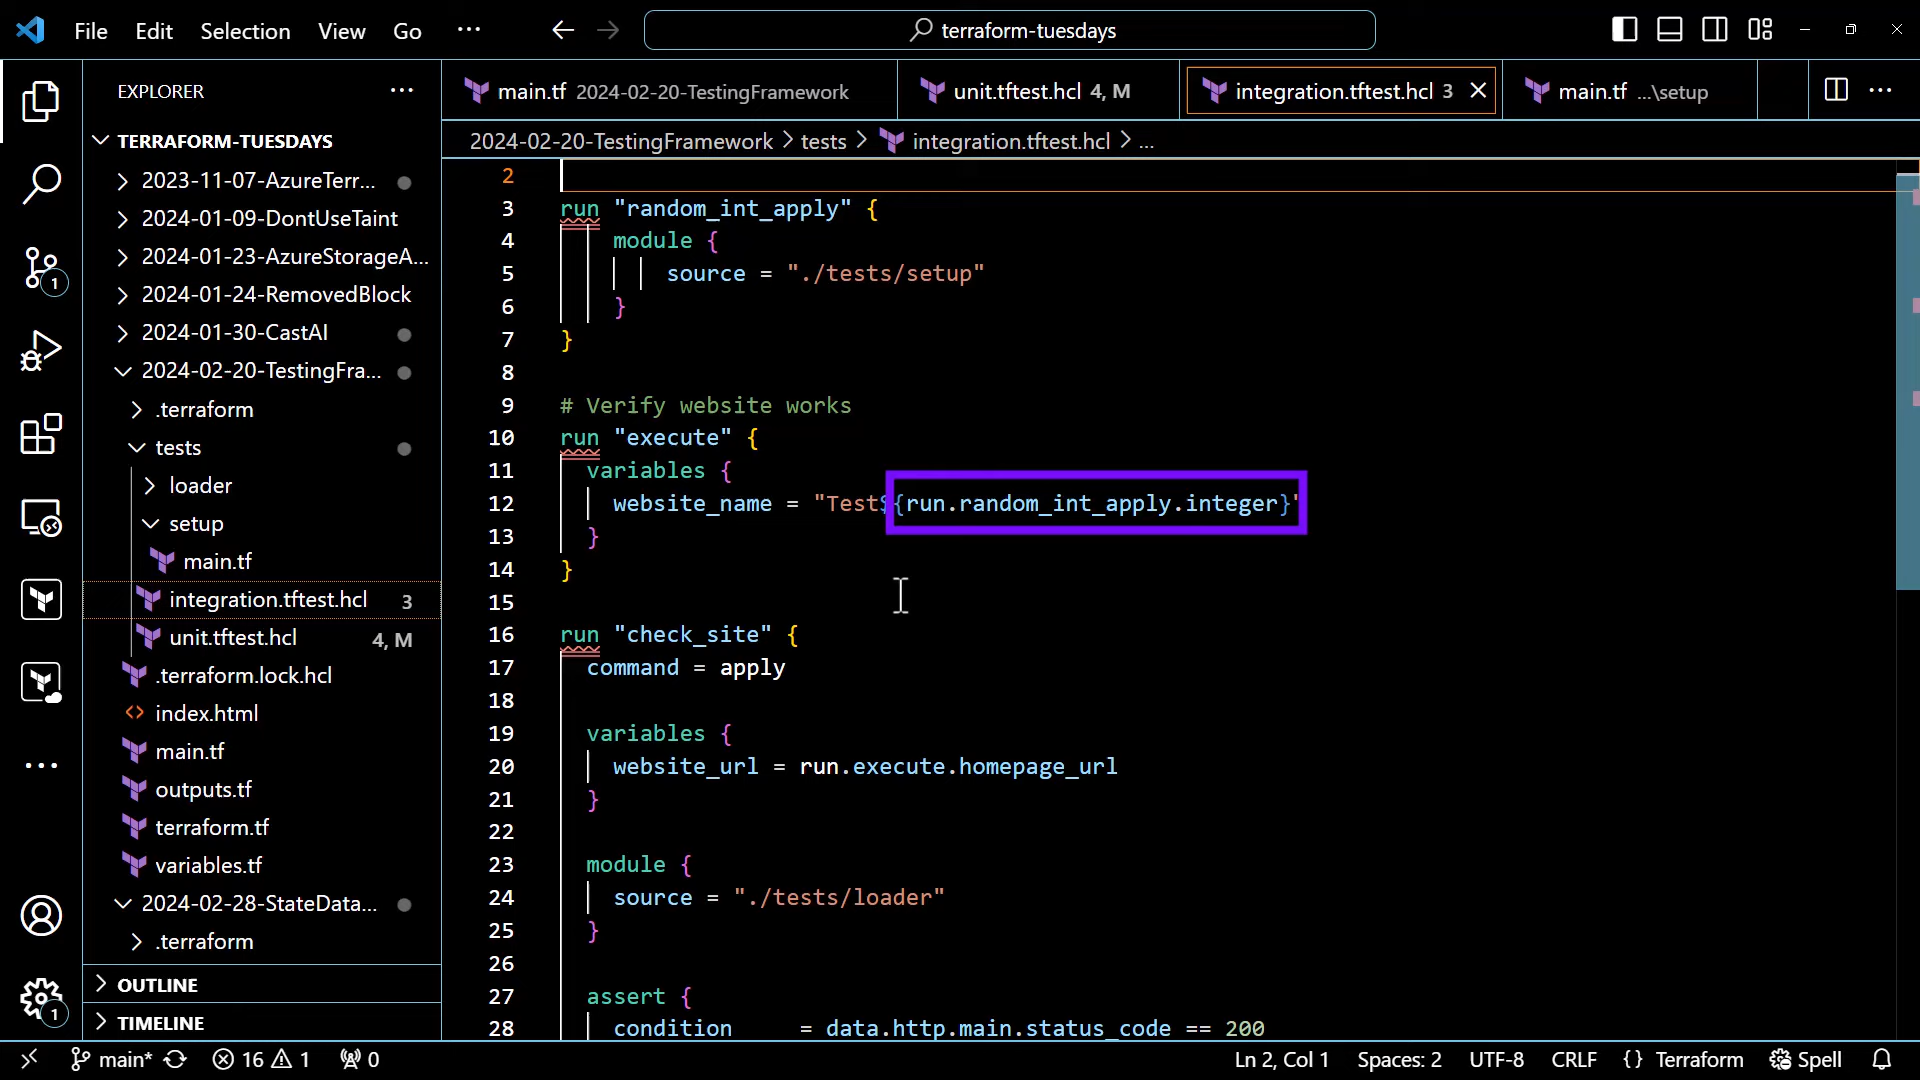 File Edit Selection View Go ··· terraform-tuesdays
EXPLORER ···
TERRAFORM-TUESDAYS
2023-11-07-AzureTerr...
2024-01-09-DontUseTaint
2024-01-23-AzureStorageA...
2024-01-24-RemovedBlock
2024-01-30-CastAI
2024-02-20-TestingFra...
.terraform
tests
loader
setup
main.tf
integration.tftest.hcl 3
unit.tftest.hcl 4, M
.terraform.lock.hcl
index.html
main.tf
outputs.tf
terraform.tf
variables.tf
2024-02-28-StateData...
.terraform
OUTLINE
TIMELINE
1
1
main.tf 2024-02-20-TestingFramework unit.tftest.hcl 4, M integration.tftest.hcl 3 main.tf ...\setup
2024-02-20-TestingFramework > tests > integration.tftest.hcl > ...
2
3 run "random_int_apply" {
4 module {
5 source = "./tests/setup"
6 }
7 }
8
9 # Verify website works
10 run "execute" {
11 variables {
12 website_name = "Test${run.random_int_apply.integer}"
13 }
14 }
15
16 run "check_site" {
17 command = apply
18
19 variables {
20 website_url = run.execute.homepage_url
21 }
22
23 module {
24 source = "./tests/loader"
25 }
26
27 assert {
28 condition = data.http.main.status_code == 200
main* 16 1 0 Ln 2, Col 1 Spaces: 2 UTF-8 CRLF {} Terraform Spell